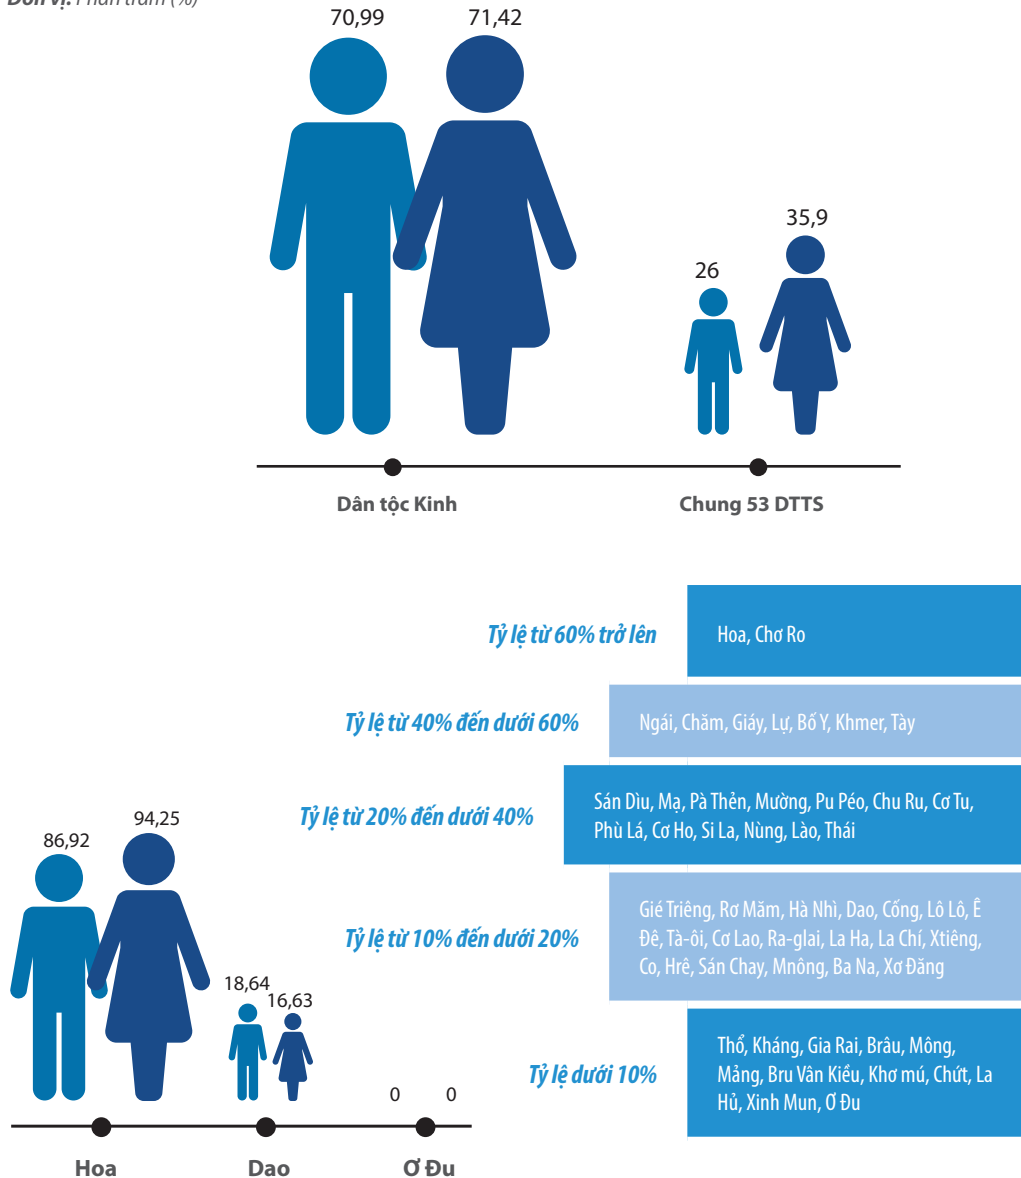 Đơn vị: Phần trăm (%)
70,99
71,42
26
35,9
Dân tộc Kinh
Chung 53 DTTS
Tỷ lệ từ 60% trở lên
Hoa, Chơ Ro
Tỷ lệ từ 40% đến dưới 60%
Ngái, Chăm, Giáy, Lự, Bố Y, Khmer, Tày
Tỷ lệ từ 20% đến dưới 40%
Sán Dìu, Mạ, Pà Thẻn, Mường, Pu Péo, Chu Ru, Cơ Tu,
Phù Lá, Cơ Ho, Si La, Nùng, Lào, Thái
Tỷ lệ từ 10% đến dưới 20%
Gié Triêng, Rơ Măm, Hà Nhì, Dao, Cống, Lô Lô, Ê
Đê, Tà-ôi, Cơ Lao, Ra-glai, La Ha, La Chí, Xtiêng,
Co, Hrê, Sán Chay, Mnông, Ba Na, Xơ Đăng
Tỷ lệ dưới 10%
Thổ, Kháng, Gia Rai, Brâu, Mông,
Mảng, Bru Vân Kiều, Khơ mú, Chứt, La
Hủ, Xinh Mun, Ơ Đu
86,92
94,25
18,64
16,63
0
0
Hoa
Dao
Ơ Đu